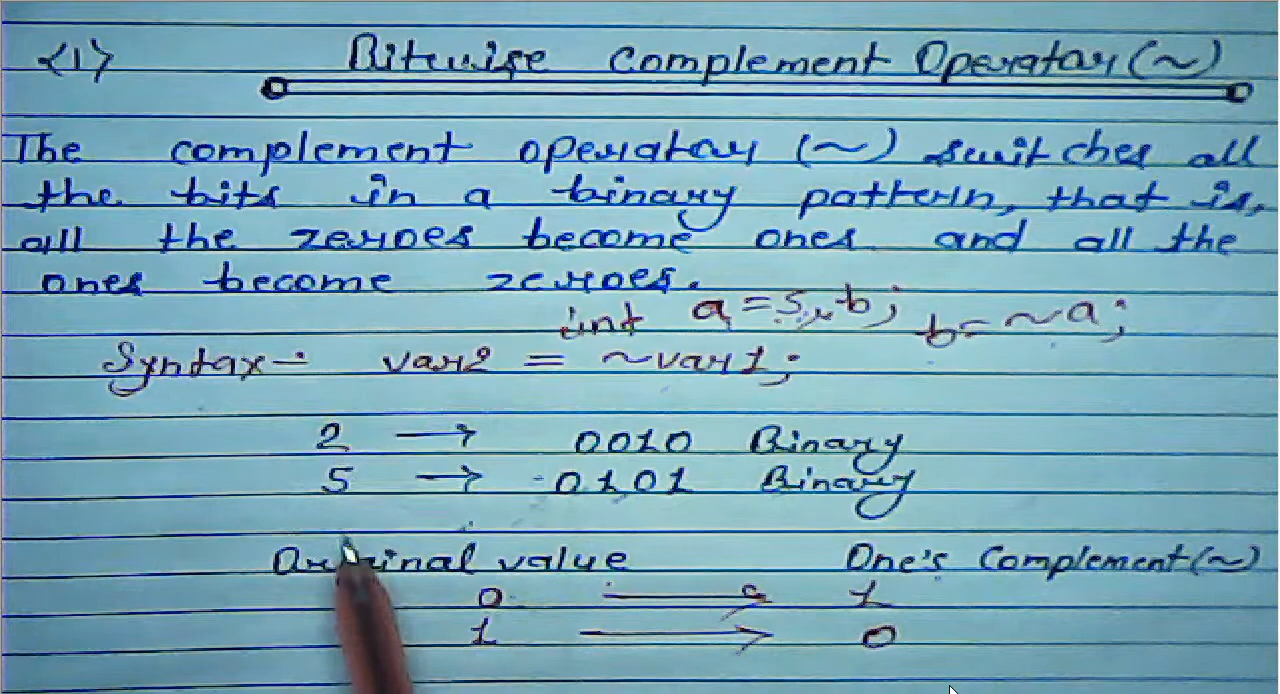 <1> Bitwise Complement Operator (~)
The complement operator (~) switches all
the bits in a binary pattern, that is,
all the zeroes become ones and all the
ones become zeroes.
int a = 5, b; b = ~a;
Syntax :- var2 = ~var1;
2 → 0010 Binary
5 → 0101 Binary
value One's Complement (~)
0 → 1
1 → 0